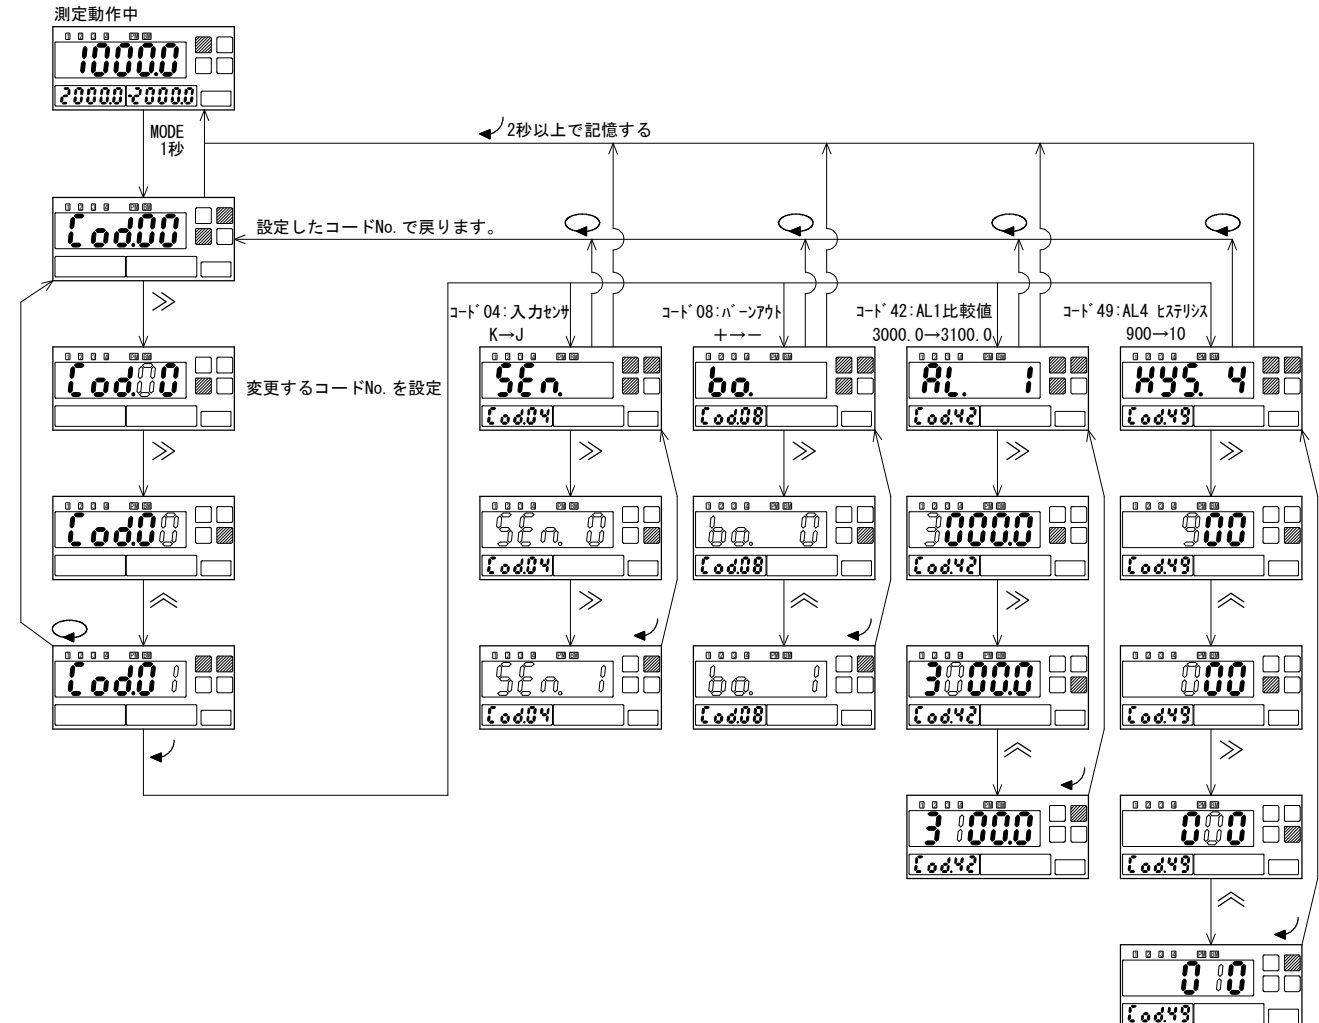 測定動作中
1 2 3 4 PM EM
1000.0
2000.0 -2000.0
MODE
1秒
2秒以上で記憶する
Cod.00
設定したコードNo. で戻ります。
コード04:入力センサ
K→J
コード08:バーンアウト
＋→－
コード42:AL1比較値
3000.0→3100.0
コード49:AL4 ヒステリシス
900→10
Cod.00
変更するコードNo. を設定
SEn.
Cod.04
bo.
Cod.08
AL. 1
Cod.42
HYS. 4
Cod.49
Cod.00
SEn. 0
Cod.04
bo. 0
Cod.08
3000.0
Cod.42
900
Cod.49
Cod.01
SEn. 1
Cod.04
bo. 1
Cod.08
3000.0
Cod.42
000
Cod.49
3100.0
Cod.42
000
Cod.49
010
Cod.49